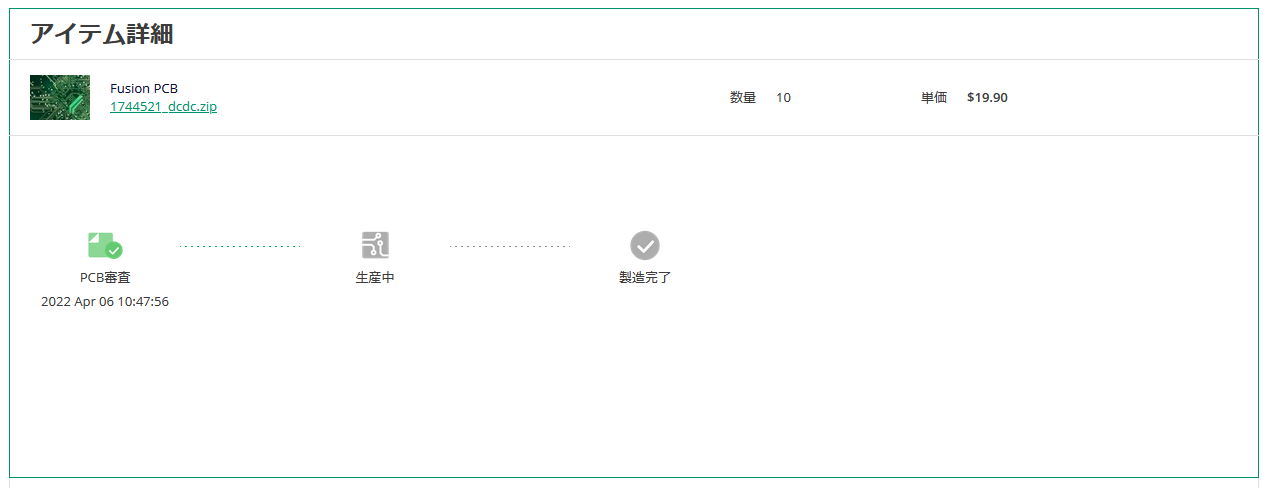 アイテム詳細
Fusion PCB
1744521_dcdc.zip
数量 10
単価 $19.90
PCB審査
2022 Apr 06 10:47:56
生産中
製造完了